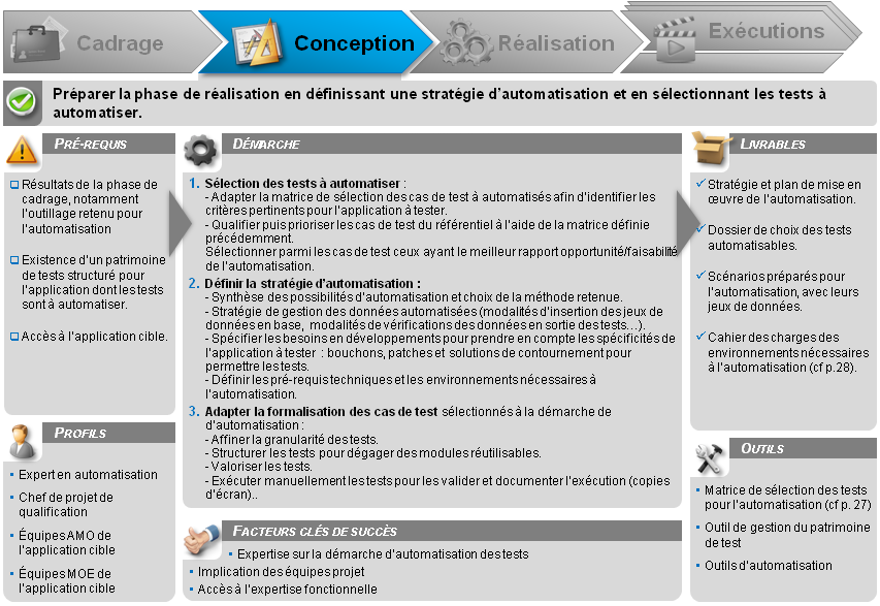 Cadrage
Conception
Réalisation
Exécutions
Préparer la phase de réalisation en définissant une stratégie d'automatisation et en sélectionnant les tests à
automatiser.
PRÉ-REQUIS
Résultats de la phase de
cadrage, notamment
l'outillage retenu pour
l'automatisation
Existence d'un patrimoine
de tests structuré pour
l'application dont les tests
sont à automatiser.
Accès à l'application cible.
PROFILS
Expert en automatisation
Chef de projet de
qualification
Équipes AMO de
l'application cible
Équipes MOE de
l'application cible
DÉMARCHE
1. Sélection des tests à automatiser :
- Adapter la matrice de sélection des cas de test à automatisés afin d'identifier les
critères pertinents pour l'application à tester.
- Qualifier puis prioriser les cas de test du référentiel à l'aide de la matrice définie
précédemment.
Sélectionner parmi les cas de test ceux ayant le meilleur rapport opportunité/faisabilité
de l'automatisation.
2. Définir la stratégie d'automatisation :
- Synthèse des possibilités d'automatisation et choix de la méthode retenue.
- Stratégie de gestion des données automatisées (modalités d'insertion des jeux de
données en base, modalités de vérifications des données en sortie des tests…).
- Spécifier les besoins en développements pour prendre en compte les spécificités de
l'application à tester : bouchons, patches et solutions de contournement pour
permettre les tests.
- Définir les pré-requis techniques et les environnements nécessaires à
l'automatisation.
3. Adapter la formalisation des cas de test sélectionnés à la démarche de
d'automatisation :
- Affiner la granularité des tests.
- Structurer les tests pour dégager des modules réutilisables.
- Valoriser les tests.
- Exécuter manuellement les tests pour les valider et documenter l'exécution (copies
d'écran)..
FACTEURS CLÉS DE SUCCÈS
Expertise sur la démarche d'automatisation des tests
Implication des équipes projet
Accès à l'expertise fonctionnelle
LIVRABLES
Stratégie et plan de mise en
œuvre de l'automatisation.
Dossier de choix des tests
automatisables.
Scénarios préparés pour
l'automatisation, avec leurs
jeux de données.
Cahier des charges des
environnements nécessaires
à l'automatisation (cf p.28).
OUTILS
Matrice de sélection des tests
pour l'automatisation (cf p. 27)
Outil de gestion du patrimoine
de test
Outils d'automatisation